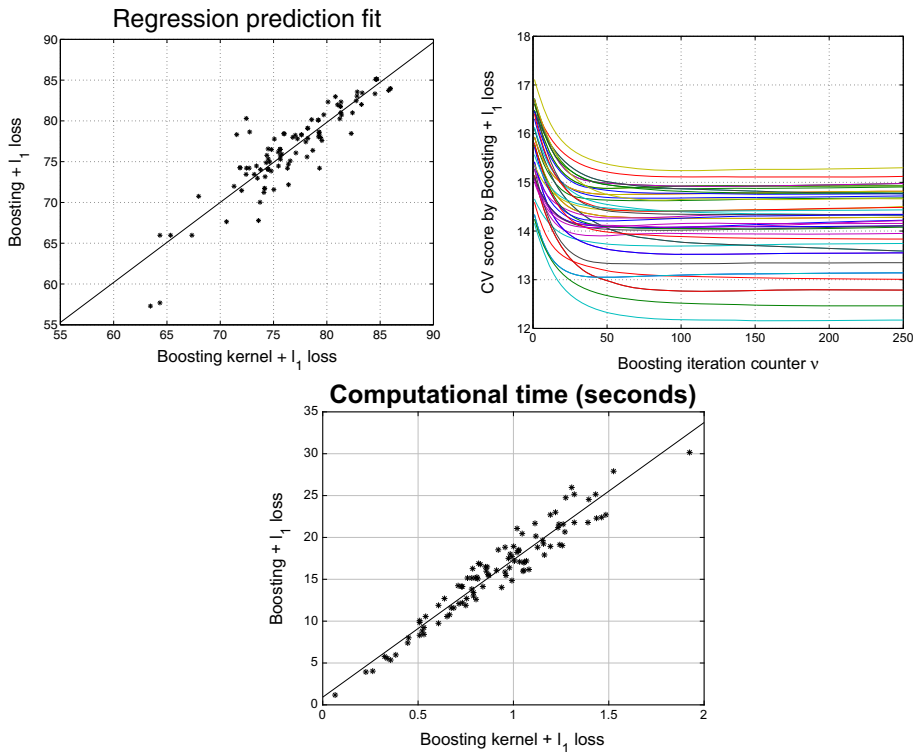 Regression prediction fit
Boosting + l1 loss
90
85
80
75
70
65
60
55
55 60 65 70 75 80 85 90
Boosting kernel + l1 loss
CV score by Boosting + l1 loss
18
17
16
15
14
13
12
0 50 100 150 200 250
Boosting iteration counter ν
Computational time (seconds)
Boosting + l1 loss
35
30
25
20
15
10
5
0
0 0.5 1 1.5 2
Boosting kernel + l1 loss